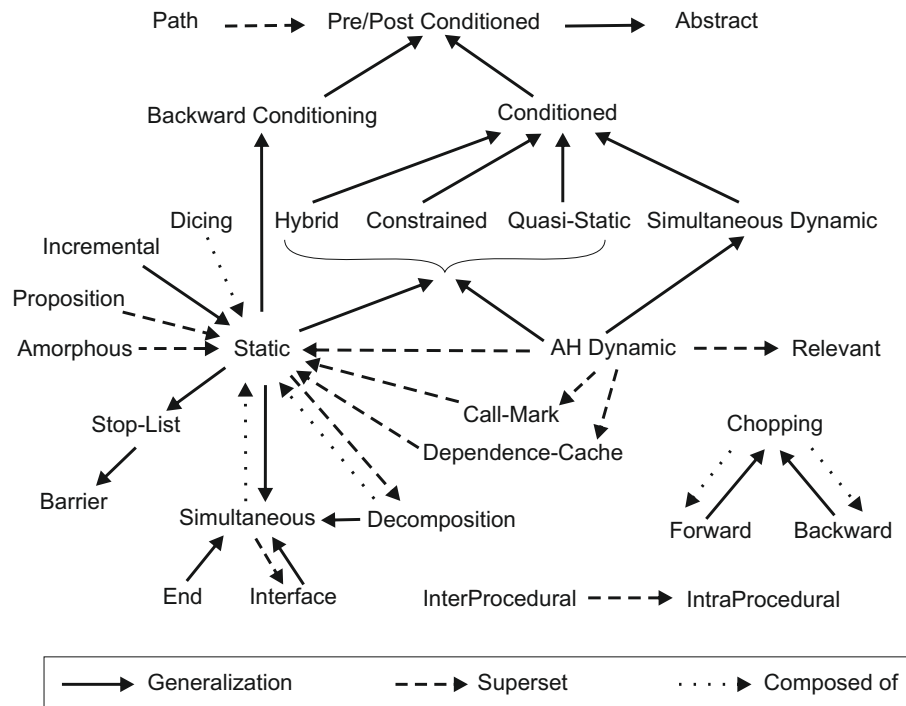 Path
Pre/Post Conditioned
Abstract
Backward Conditioning
Conditioned
Dicing
Hybrid
Constrained
Quasi-Static
Simultaneous Dynamic
Incremental
Proposition
Amorphous
Static
AH Dynamic
Relevant
Stop-List
Call-Mark
Chopping
Dependence-Cache
Barrier
Simultaneous
Decomposition
Forward
Backward
End
Interface
InterProcedural
IntraProcedural
Generalization
Superset
Composed of